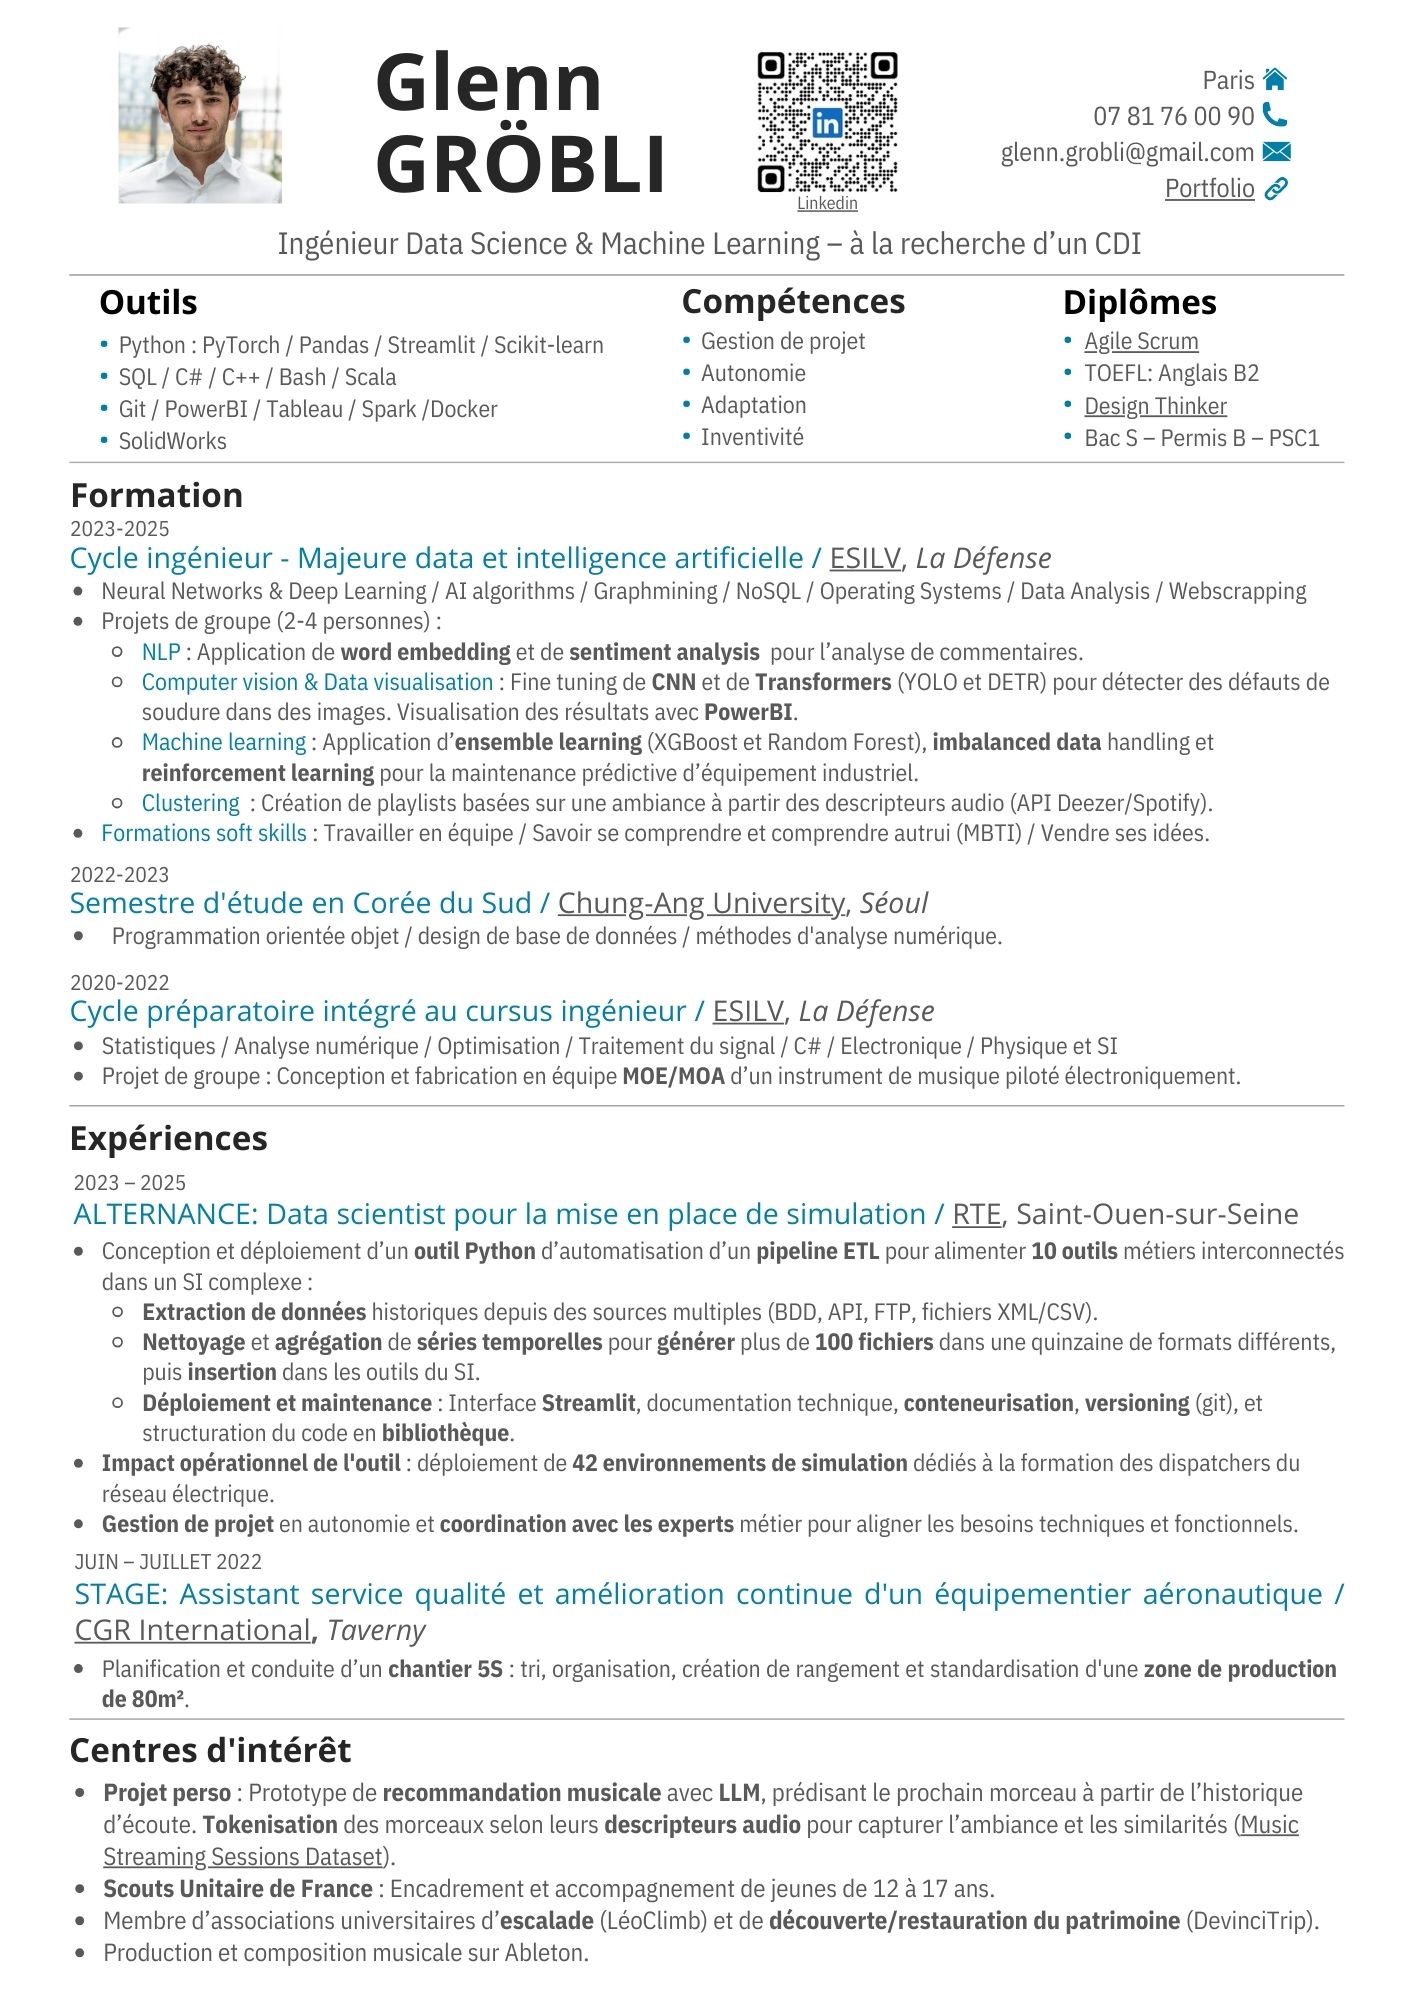 Glenn
GRÖBLI
in
Linkedin
Paris
07 81 76 00 90
glenn.grobli@gmail.com
Portfolio
Ingénieur Data Science & Machine Learning – à la recherche d’un CDI
Outils
• Python : PyTorch / Pandas / Streamlit / Scikit-learn
• SQL / C# / C++ / Bash / Scala
• Git / PowerBI / Tableau / Spark /Docker
• SolidWorks
Compétences
• Gestion de projet
• Autonomie
• Adaptation
• Inventivité
Diplômes
• Agile Scrum
• TOEFL: Anglais B2
• Design Thinker
• Bac S – Permis B – PSC1
Formation
2023-2025
Cycle ingénieur - Majeure data et intelligence artificielle / ESILV, La Défense
• Neural Networks & Deep Learning / AI algorithms / Graphmining / NoSQL / Operating Systems / Data Analysis / Webscrapping
• Projets de groupe (2-4 personnes) :
○ NLP : Application de word embedding et de sentiment analysis pour l’analyse de commentaires.
○ Computer vision & Data visualisation : Fine tuning de CNN et de Transformers (YOLO et DETR) pour détecter des défauts de
soudure dans des images. Visualisation des résultats avec PowerBI.
○ Machine learning : Application d’ensemble learning (XGBoost et Random Forest), imbalanced data handling et
reinforcement learning pour la maintenance prédictive d’équipement industriel.
○ Clustering : Création de playlists basées sur une ambiance à partir des descripteurs audio (API Deezer/Spotify).
• Formations soft skills : Travailler en équipe / Savoir se comprendre et comprendre autrui (MBTI) / Vendre ses idées.
2022-2023
Semestre d'étude en Corée du Sud / Chung-Ang University, Séoul
• Programmation orientée objet / design de base de données / méthodes d'analyse numérique.
2020-2022
Cycle préparatoire intégré au cursus ingénieur / ESILV, La Défense
• Statistiques / Analyse numérique / Optimisation / Traitement du signal / C# / Electronique / Physique et SI
• Projet de groupe : Conception et fabrication en équipe MOE/MOA d’un instrument de musique piloté électroniquement.
Expériences
2023 – 2025
ALTERNANCE: Data scientist pour la mise en place de simulation / RTE, Saint-Ouen-sur-Seine
• Conception et déploiement d’un outil Python d’automatisation d’un pipeline ETL pour alimenter 10 outils métiers interconnectés
dans un SI complexe :
○ Extraction de données historiques depuis des sources multiples (BDD, API, FTP, fichiers XML/CSV).
○ Nettoyage et agrégation de séries temporelles pour générer plus de 100 fichiers dans une quinzaine de formats différents,
puis insertion dans les outils du SI.
○ Déploiement et maintenance : Interface Streamlit, documentation technique, conteneurisation, versioning (git), et
structuration du code en bibliothèque.
• Impact opérationnel de l'outil : déploiement de 42 environnements de simulation dédiés à la formation des dispatchers du
réseau électrique.
• Gestion de projet en autonomie et coordination avec les experts métier pour aligner les besoins techniques et fonctionnels.
JUIN – JUILLET 2022
STAGE: Assistant service qualité et amélioration continue d'un équipementier aéronautique /
CGR International, Taverny
• Planification et conduite d’un chantier 5S : tri, organisation, création de rangement et standardisation d'une zone de production
de 80m².
Centres d'intérêt
• Projet perso : Prototype de recommandation musicale avec LLM, prédisant le prochain morceau à partir de l’historique
d’écoute. Tokenisation des morceaux selon leurs descripteurs audio pour capturer l’ambiance et les similarités (Music
Streaming Sessions Dataset).
• Scouts Unitaire de France : Encadrement et accompagnement de jeunes de 12 à 17 ans.
• Membre d’associations universitaires d’escalade (LéoClimb) et de découverte/restauration du patrimoine (DevinciTrip).
• Production et composition musicale sur Ableton.